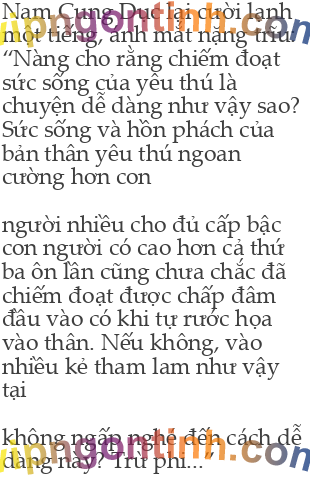 Nam Cung Dục lại cười lạnh
một tiếng, ánh mắt nặng trĩu.
“Nàng cho rằng chiếm đoạt
sức sống của yêu thú là
chuyện dễ dàng như vậy sao?
Sức sống và hồn phách của
bản thân yêu thú ngoan
cường hơn con
người nhiều cho đủ cấp bậc
con người có cao hơn cả thứ
ba ôn lần cũng chưa chắc đã
chiếm đoạt được chấp đâm
đầu vào có khi tự rước họa
vào thân. Nếu không, vào
nhiều kẻ tham lam như vậy
tại
không ngấp nghé đến cách dễ
dàng này? Trừ phi...”
vipngontinh.com
vipngontinh.com